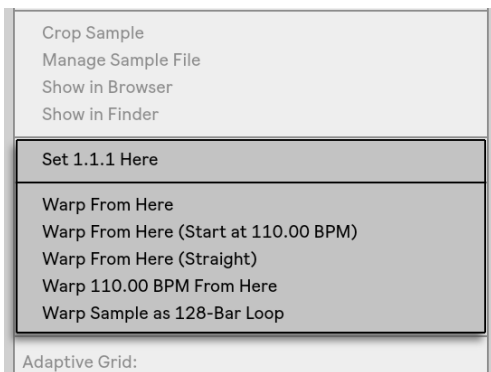 Crop Sample
Manage Sample File
Show in Browser
Show in Finder
Set 1.1.1 Here
Warp From Here
Warp From Here (Start at 110.00 BPM)
Warp From Here (Straight)
Warp 110.00 BPM From Here
Warp Sample as 128-Bar Loop
Adaptive Grid: